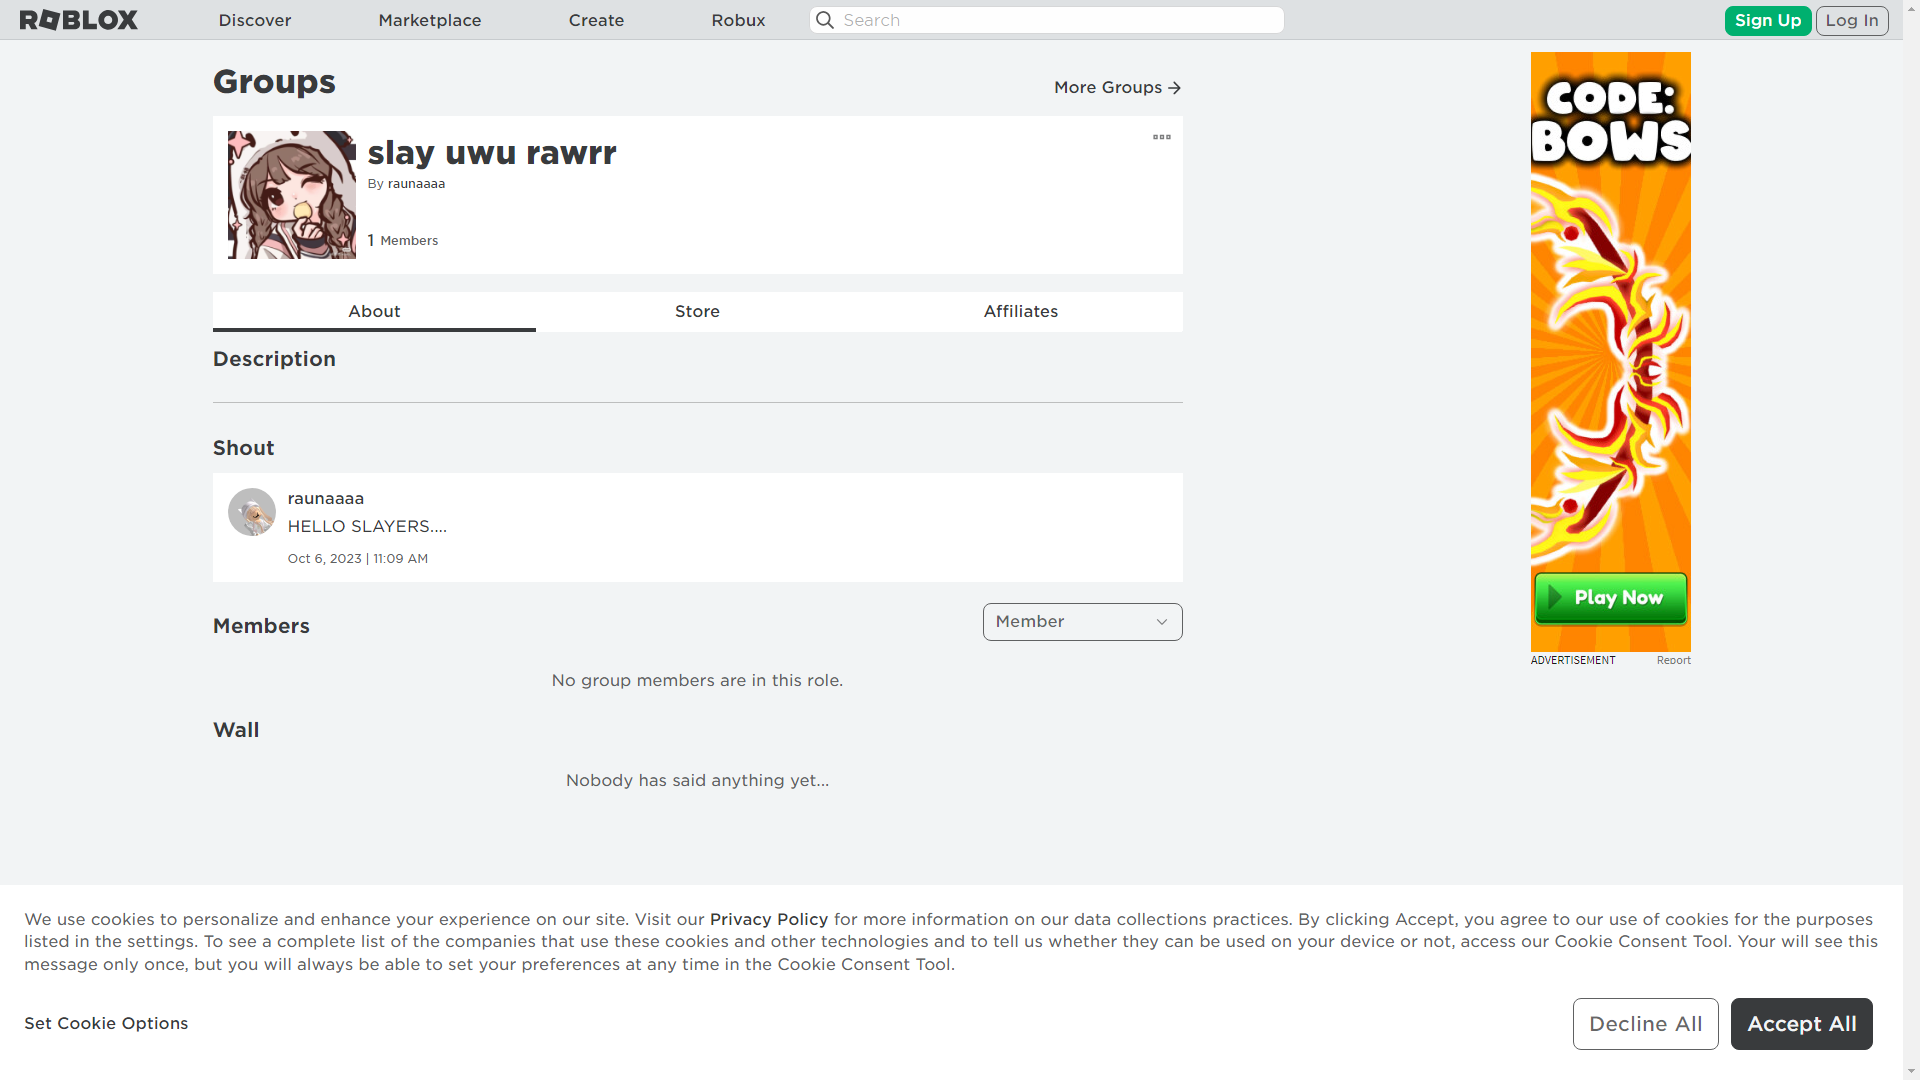 ROBLOX
Discover
Marketplace
Create
Robux
Search
Sign Up
Log In
Groups
More Groups
slay uwu rawrr
By raunaaaa
1 Members
About
Store
Affiliates
Description
Shout
raunaaaa
HELLO SLAYERS....
Oct 6, 2023 | 11:09 AM
Members
Member
No group members are in this role.
Wall
Nobody has said anything yet...
CODE:
BOWS
Play Now
ADVERTISEMENT
Report
We use cookies to personalize and enhance your experience on our site. Visit our Privacy Policy for more information on our data collections practices. By clicking Accept, you agree to our use of cookies for the purposes
listed in the settings. To see a complete list of the companies that use these cookies and other technologies and to tell us whether they can be used on your device or not, access our Cookie Consent Tool. Your will see this
message only once, but you will always be able to set your preferences at any time in the Cookie Consent Tool.
Set Cookie Options
Decline All
Accept All